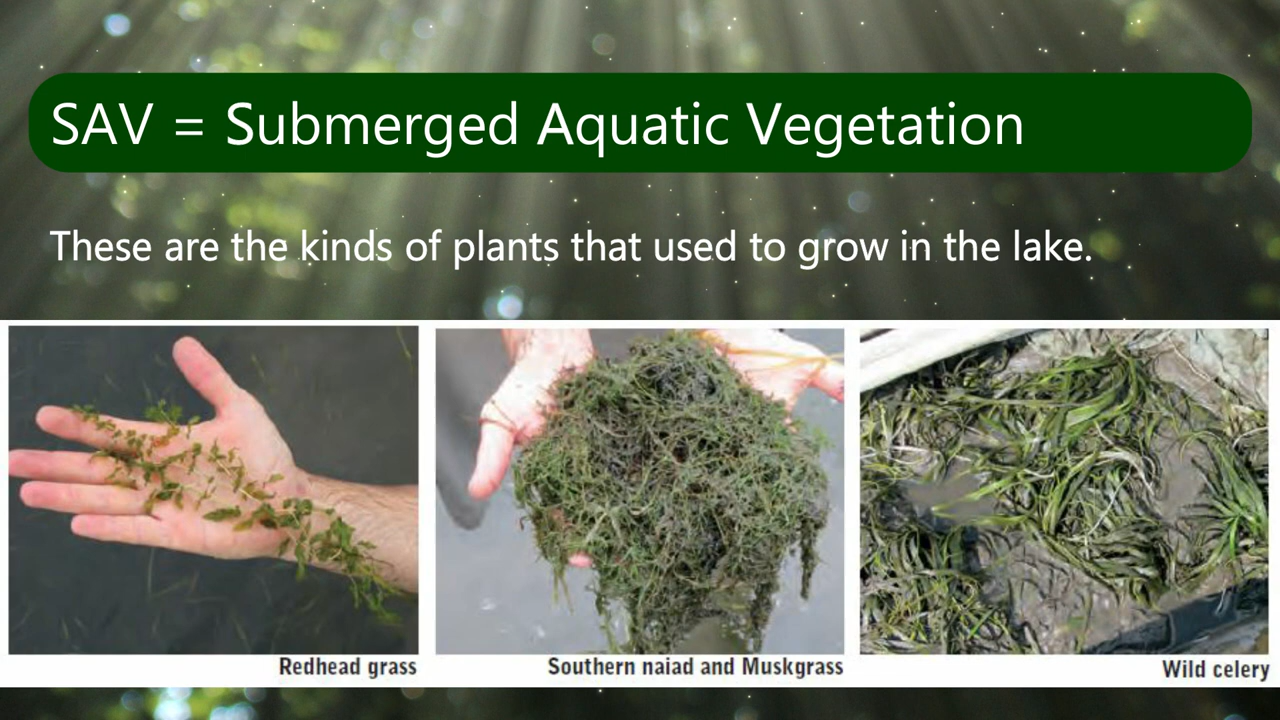 SAV = Submerged Aquatic Vegetation
These are the kinds of plants that used to grow in the lake.
Redhead grass
Southern naiad and Muskgrass
Wild celery